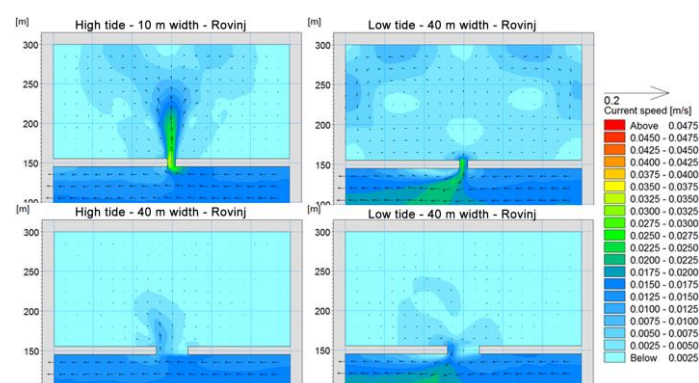 [m] High tide - 10 m width - Rovinj
300
250
200
150
100
[m] Low tide - 40 m width - Rovinj
300
250
200
150
100
[m] High tide - 40 m width - Rovinj
300
250
200
150
[m] Low tide - 40 m width - Rovinj
300
250
200
150
0.2
Current speed [m/s]
Above 0.0475
0.0450 - 0.0475
0.0425 - 0.0450
0.0400 - 0.0425
0.0375 - 0.0400
0.0350 - 0.0375
0.0325 - 0.0350
0.0300 - 0.0325
0.0275 - 0.0300
0.0250 - 0.0275
0.0225 - 0.0250
0.0200 - 0.0225
0.0175 - 0.0200
0.0150 - 0.0175
0.0125 - 0.0150
0.0100 - 0.0125
0.0075 - 0.0100
0.0050 - 0.0075
0.0025 - 0.0050
Below 0.0025